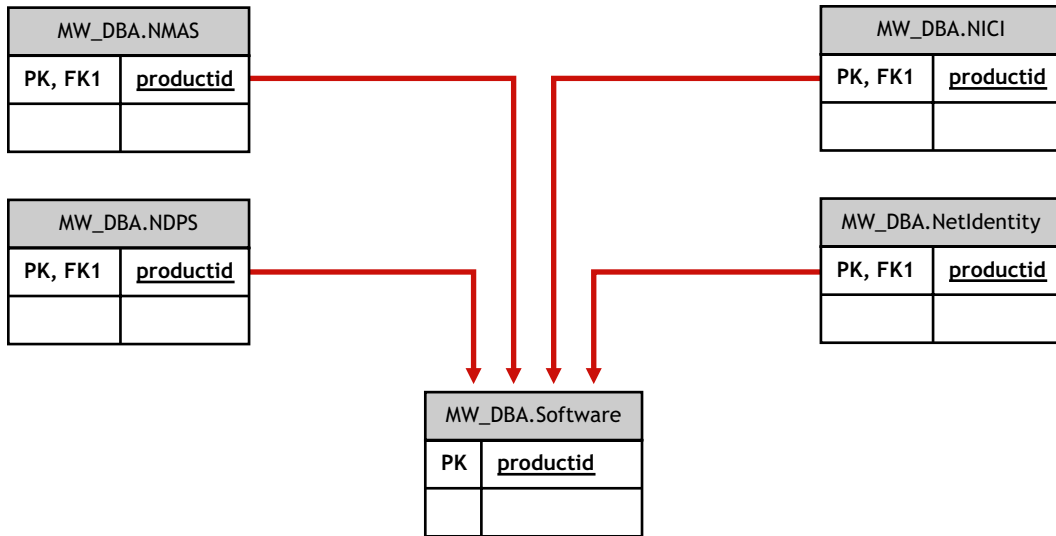 MW_DBA.NMAS
PK, FK1 productid
MW_DBA.NICI
PK, FK1 productid
MW_DBA.NDPS
PK, FK1 productid
MW_DBA.NetIdentity
PK, FK1 productid
MW_DBA.Software
PK productid